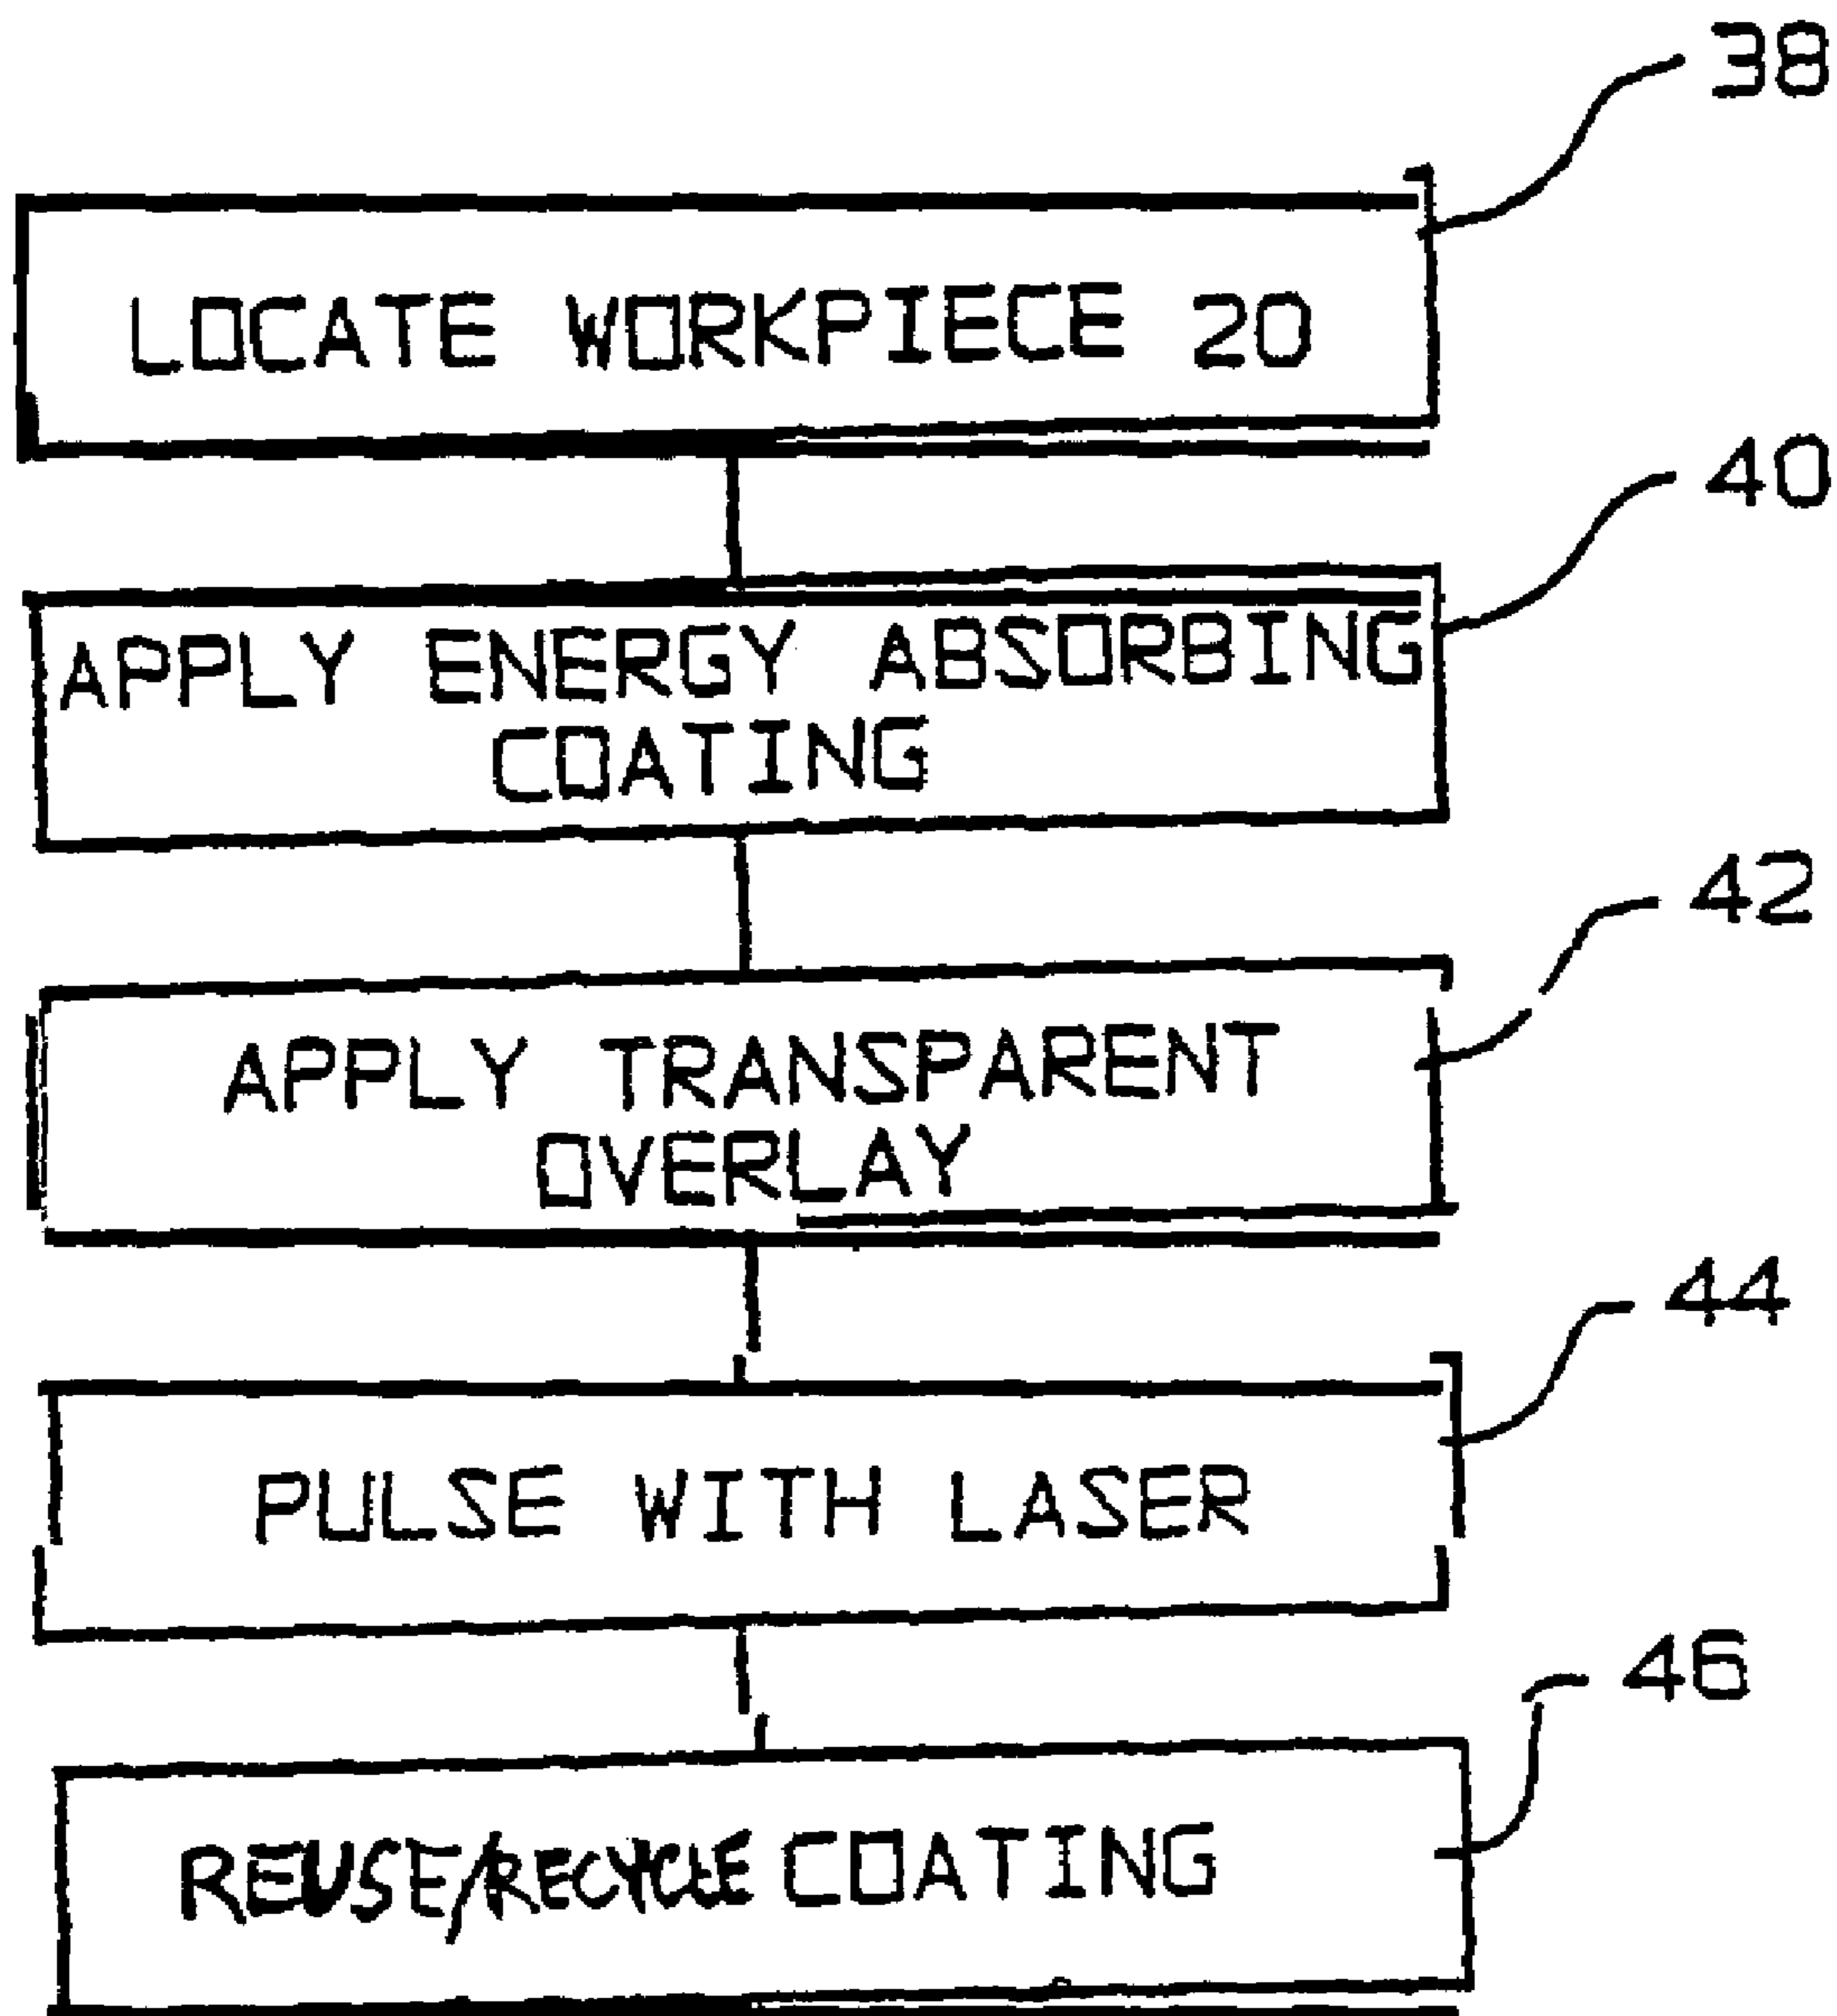 38
LOCATE WORKPIECE 20
40
APPLY ENERGY ABSORBING
COATING
42
APPLY TRANSPARENT
OVERLAY
44
PULSE WITH LASER
46
REUSE/RECYCLE COATING